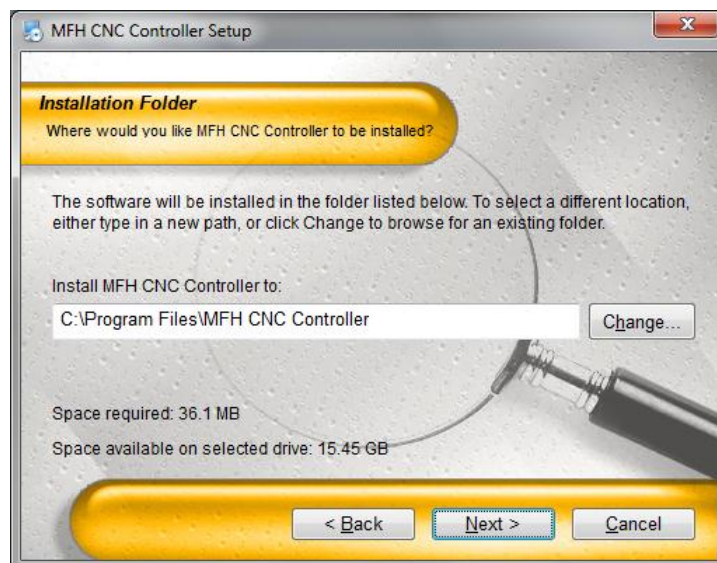 MFH CNC Controller Setup
Installation Folder
Where would you like MFH CNC Controller to be installed?
The software will be installed in the folder listed below. To select a different location,
either type in a new path, or click Change to browse for an existing folder.
Install MFH CNC Controller to:
C:\Program Files\MFH CNC Controller
Change...
Space required: 36.1 MB
Space available on selected drive: 15.45 GB
< Back
Next >
Cancel